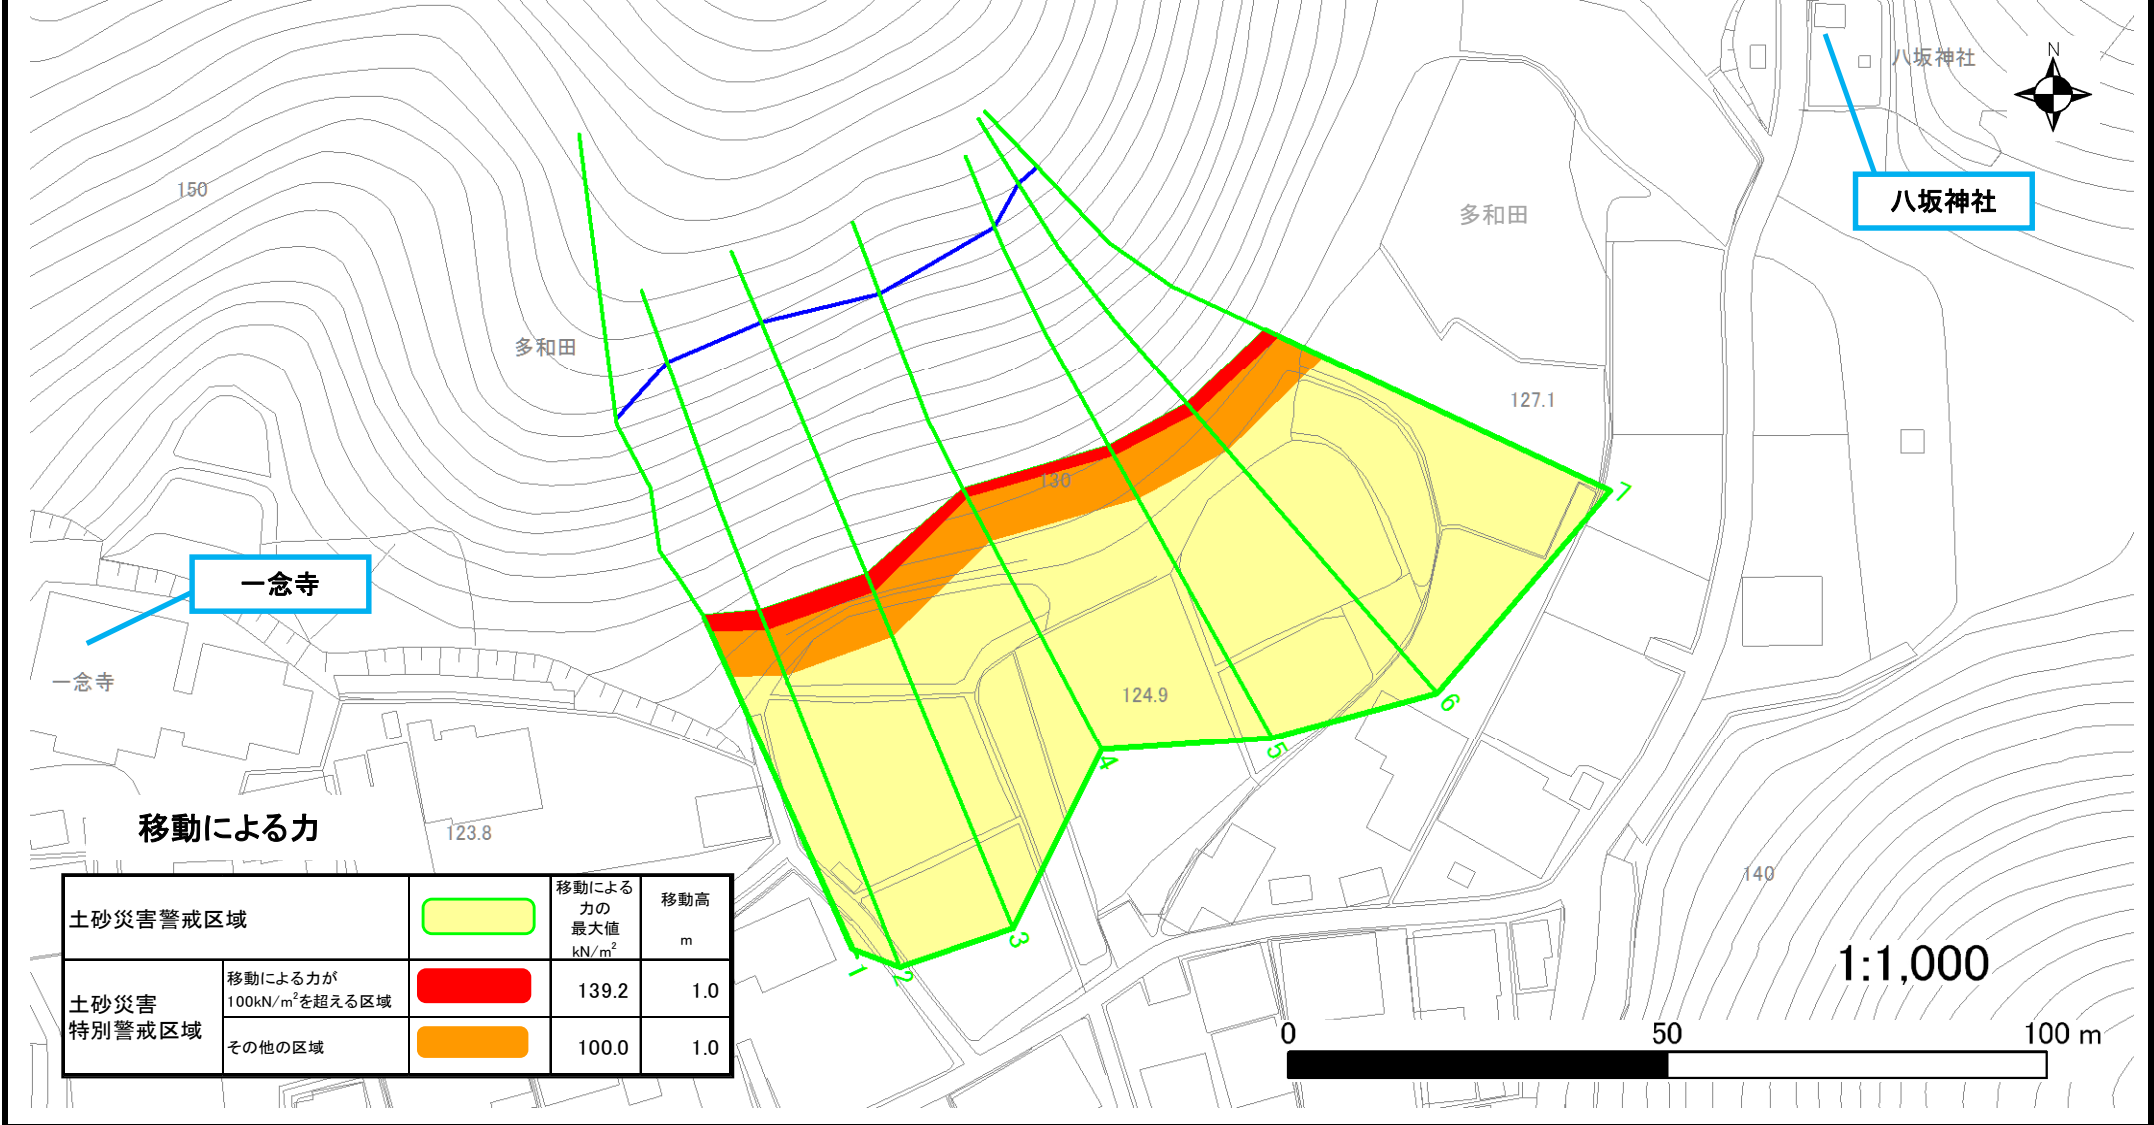 N
八坂神社
八坂神社
150
多和田
多和田
127.1
130
一念寺
一念寺
124.9
7
6
5
4
3
2
1
移動による力
123.8
140
土砂災害警戒区域
移動による
力の
最大値
kN/m²
移動高
m
土砂災害
特別警戒区域
移動による力が
100kN/m²を超える区域
139.2
1.0
その他の区域
100.0
1.0
1:1,000
0
50
100 m